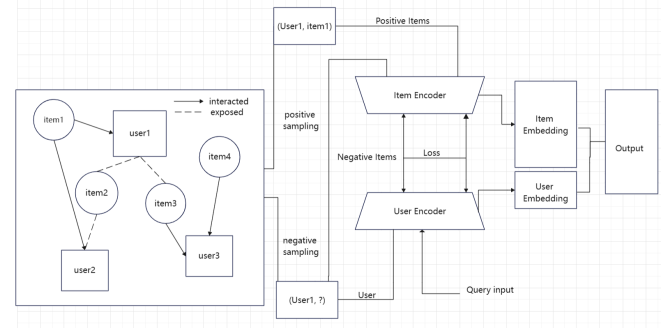 (User1, item1)
Positive Items
interacted
exposed
item1
user1
positive
sampling
item4
item2
item3
user2
user3
negative
sampling
(User1, ?)
User
Item Encoder
Negative Items
Loss
User Encoder
Query input
Item
Embedding
User
Embedding
Output